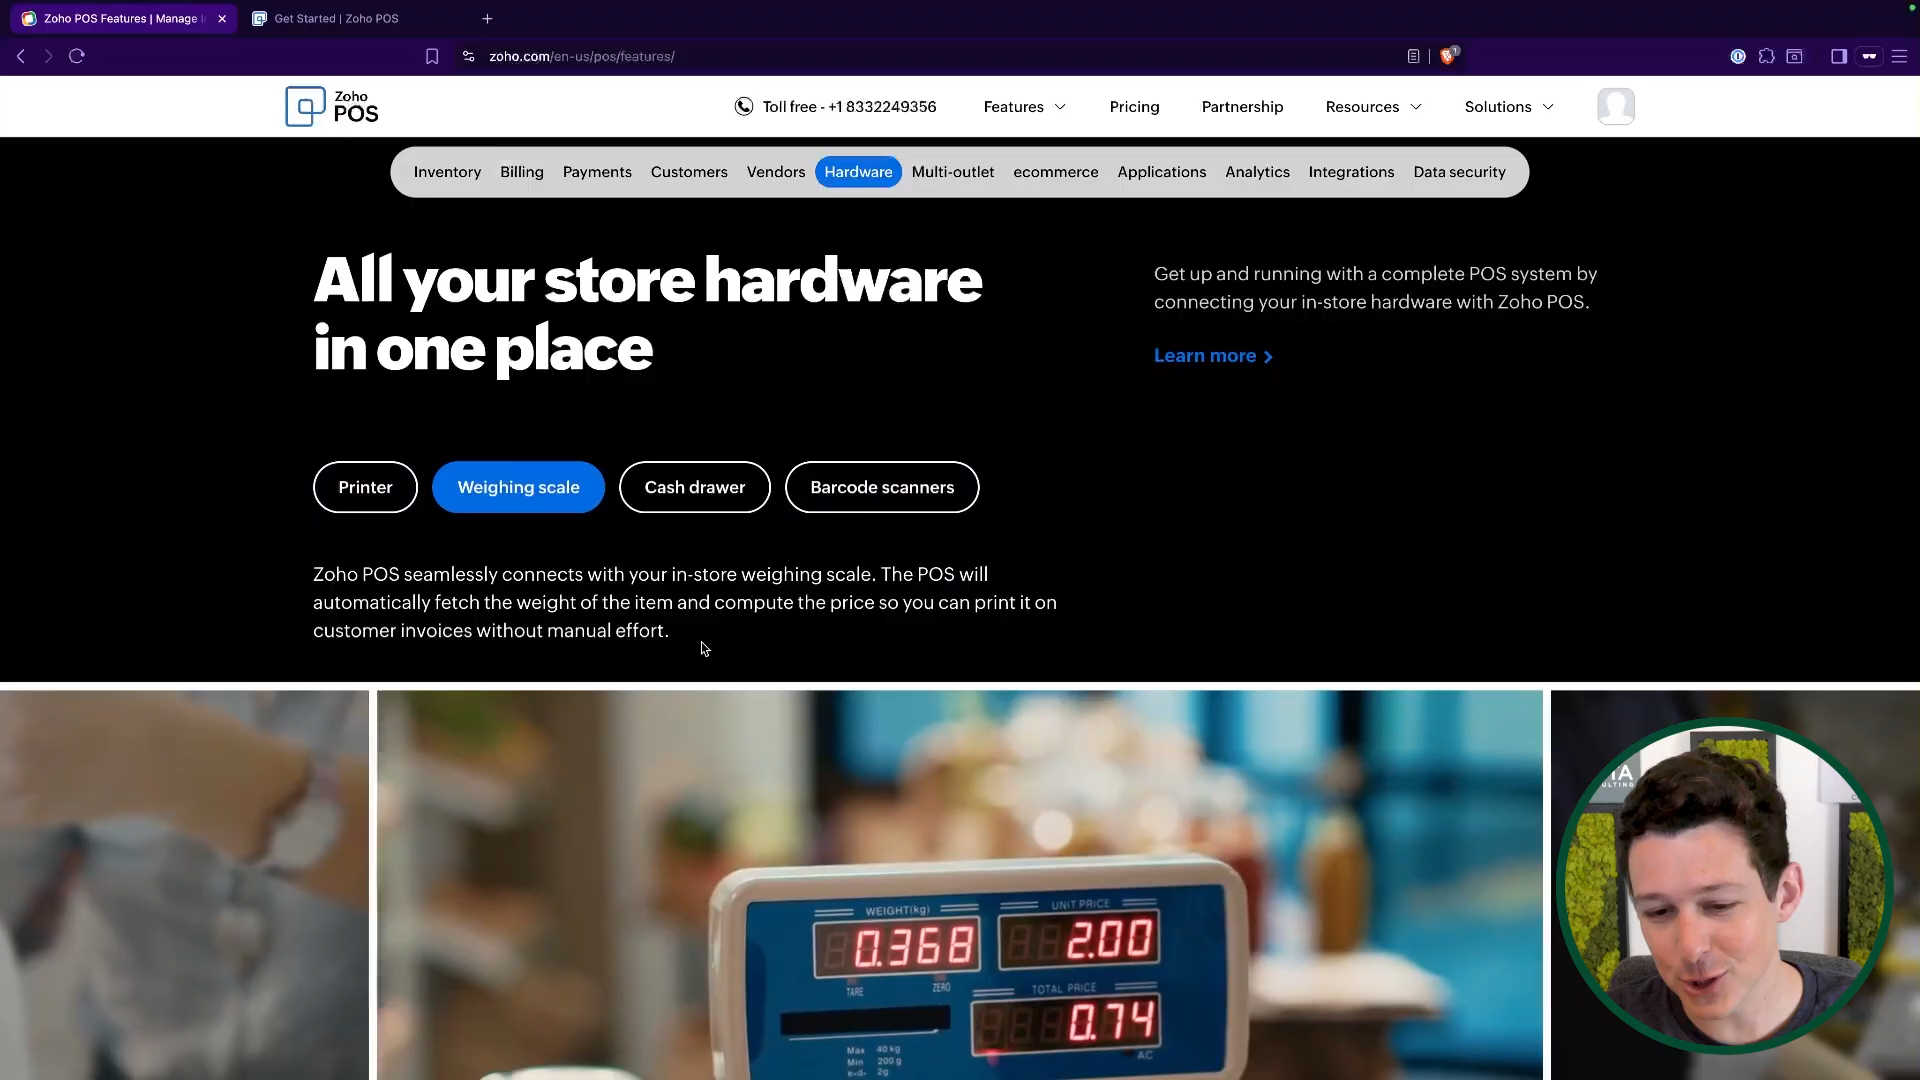 Zoho POS Features | Manage
Get Started | Zoho POS
zoho.com/en-us/pos/features/
1
Zoho
POS
Toll free - +1 8332249356
Features
Pricing
Partnership
Resources
Solutions
Inventory
Billing
Payments
Customers
Vendors
Hardware
Multi-outlet
ecommerce
Applications
Analytics
Integrations
Data security
All your store hardware
in one place
Get up and running with a complete POS system by
connecting your in-store hardware with Zoho POS.
Learn more
Printer
Weighing scale
Cash drawer
Barcode scanners
Zoho POS seamlessly connects with your in-store weighing scale. The POS will
automatically fetch the weight of the item and compute the price so you can print it on
customer invoices without manual effort.
WEIGHT(kg)
0.368
TARE
ZERO
UNIT PRICE
2.00
TOTAL PRICE
0.74
AC
Max 40 kg
Min 200 g
e=d= 2g
IA
ULTING